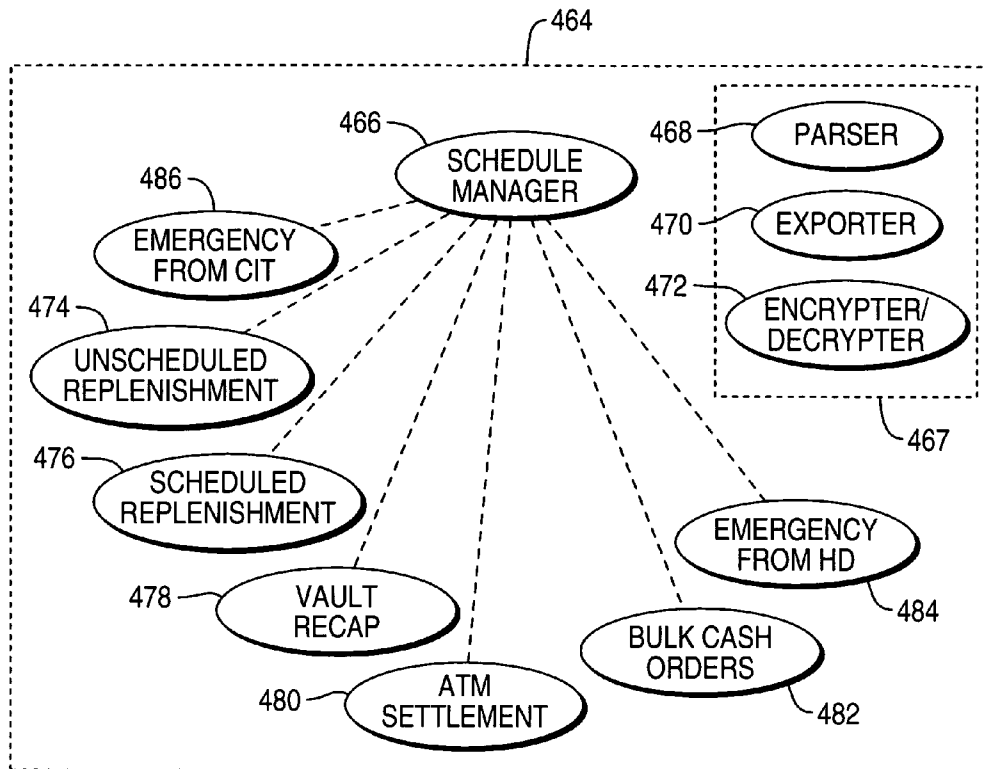 464
466
SCHEDULE
MANAGER
468
PARSER
470
EXPORTER
472
ENCRYPTER/
DECRYPTER
467
486
EMERGENCY
FROM CIT
474
UNSCHEDULED
REPLENISHMENT
476
SCHEDULED
REPLENISHMENT
478
VAULT
RECAP
480
ATM
SETTLEMENT
BULK CASH
ORDERS
482
EMERGENCY
FROM HD
484